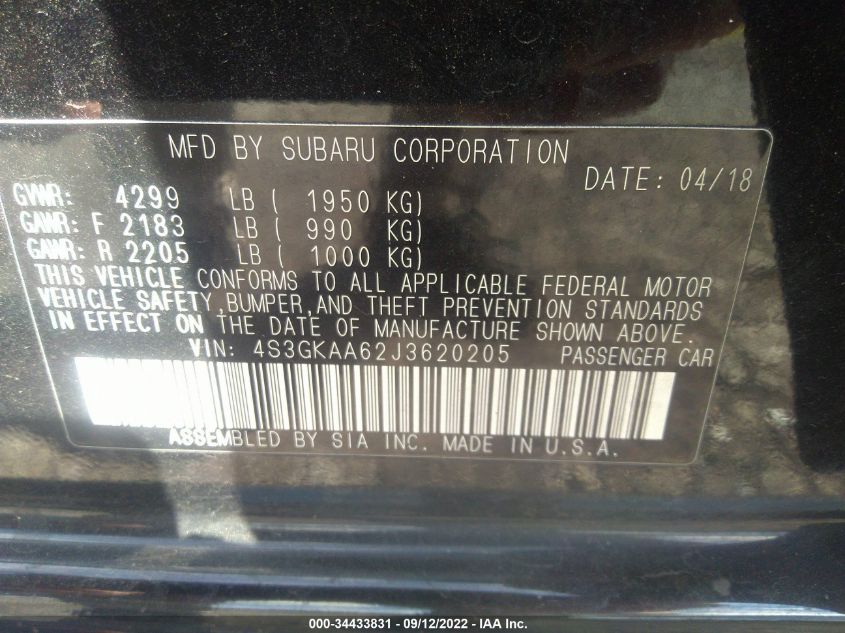 MFD BY SUBARU CORPORATION
DATE: 04/18
GVWR: 4299 LB ( 1950 KG)
GAWR: F 2183 LB ( 990 KG)
GAWR: R 2205 LB ( 1000 KG)
THIS VEHICLE CONFORMS TO ALL APPLICABLE FEDERAL MOTOR
VEHICLE SAFETY,BUMPER,AND THEFT PREVENTION STANDARDS
IN EFFECT ON THE DATE OF MANUFACTURE SHOWN ABOVE.
VIN: 4S3GKAA62J3620205 PASSENGER CAR
ASSEMBLED BY SIA INC. MADE IN U.S.A.
000-34433831 - 09/12/2022 - IAA Inc.